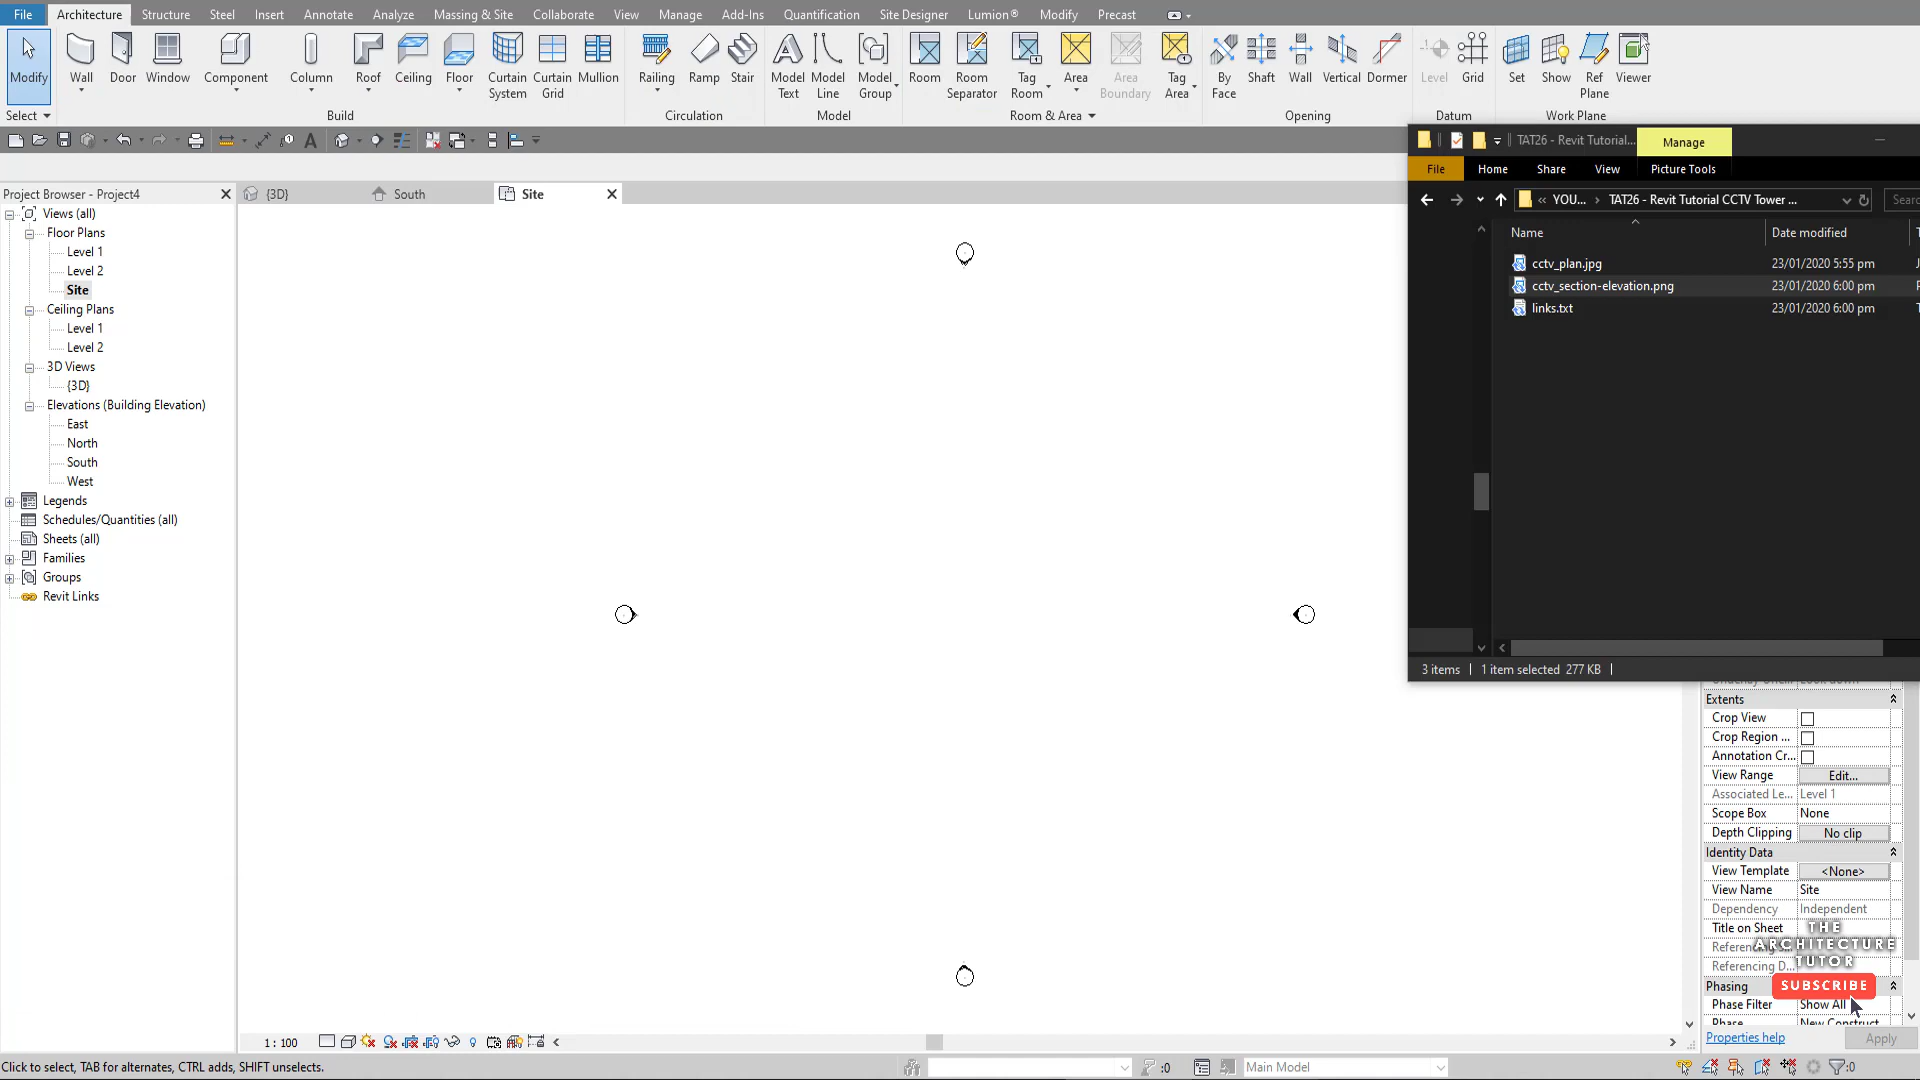 File Architecture Structure Steel Insert Annotate Analyze Massing & Site Collaborate View Manage Add-Ins Quantification Site Designer Lumion® Modify Precast
Modify Wall Door Window Component Column Roof Ceiling Floor Curtain System Curtain Grid Mullion Railing Ramp Stair Model Text Model Line Model Group Room Room Separator Tag Room Area Area Boundary Tag Area By Face Shaft Wall Vertical Dormer Level Grid Set Show Ref Plane Viewer
Select Build Circulation Model Room & Area Opening Datum Work Plane
Project Browser - Project4
{3D} South Site
Views (all)
Floor Plans
Level 1
Level 2
Site
Ceiling Plans
Level 1
Level 2
3D Views
{3D}
Elevations (Building Elevation)
East
North
South
West
Legends
Schedules/Quantities (all)
Sheets (all)
Families
Groups
Revit Links
TAT26 - Revit Tutorial... Manage
File Home Share View Picture Tools
« YOU... › TAT26 - Revit Tutorial CCTV Tower ...
Name Date modified
cctv_plan.jpg 23/01/2020 5:55 pm
cctv_section-elevation.png 23/01/2020 6:00 pm
links.txt 23/01/2020 6:00 pm
3 items 1 item selected 277 KB
Extents
Crop View
Crop Region ...
Annotation Cr...
View Range Edit...
Associated Le... Level 1
Scope Box None
Depth Clipping No clip
Identity Data
View Template <None>
View Name Site
Dependency Independent
Title on Sheet
Referencing D...
Phasing
Phase Filter Show All
Phase New Construct
Properties help Apply
THE
ARCHITECTURE
TUTOR
SUBSCRIBE
1 : 100
Click to select, TAB for alternates, CTRL adds, SHIFT unselects.
:0 Main Model :0